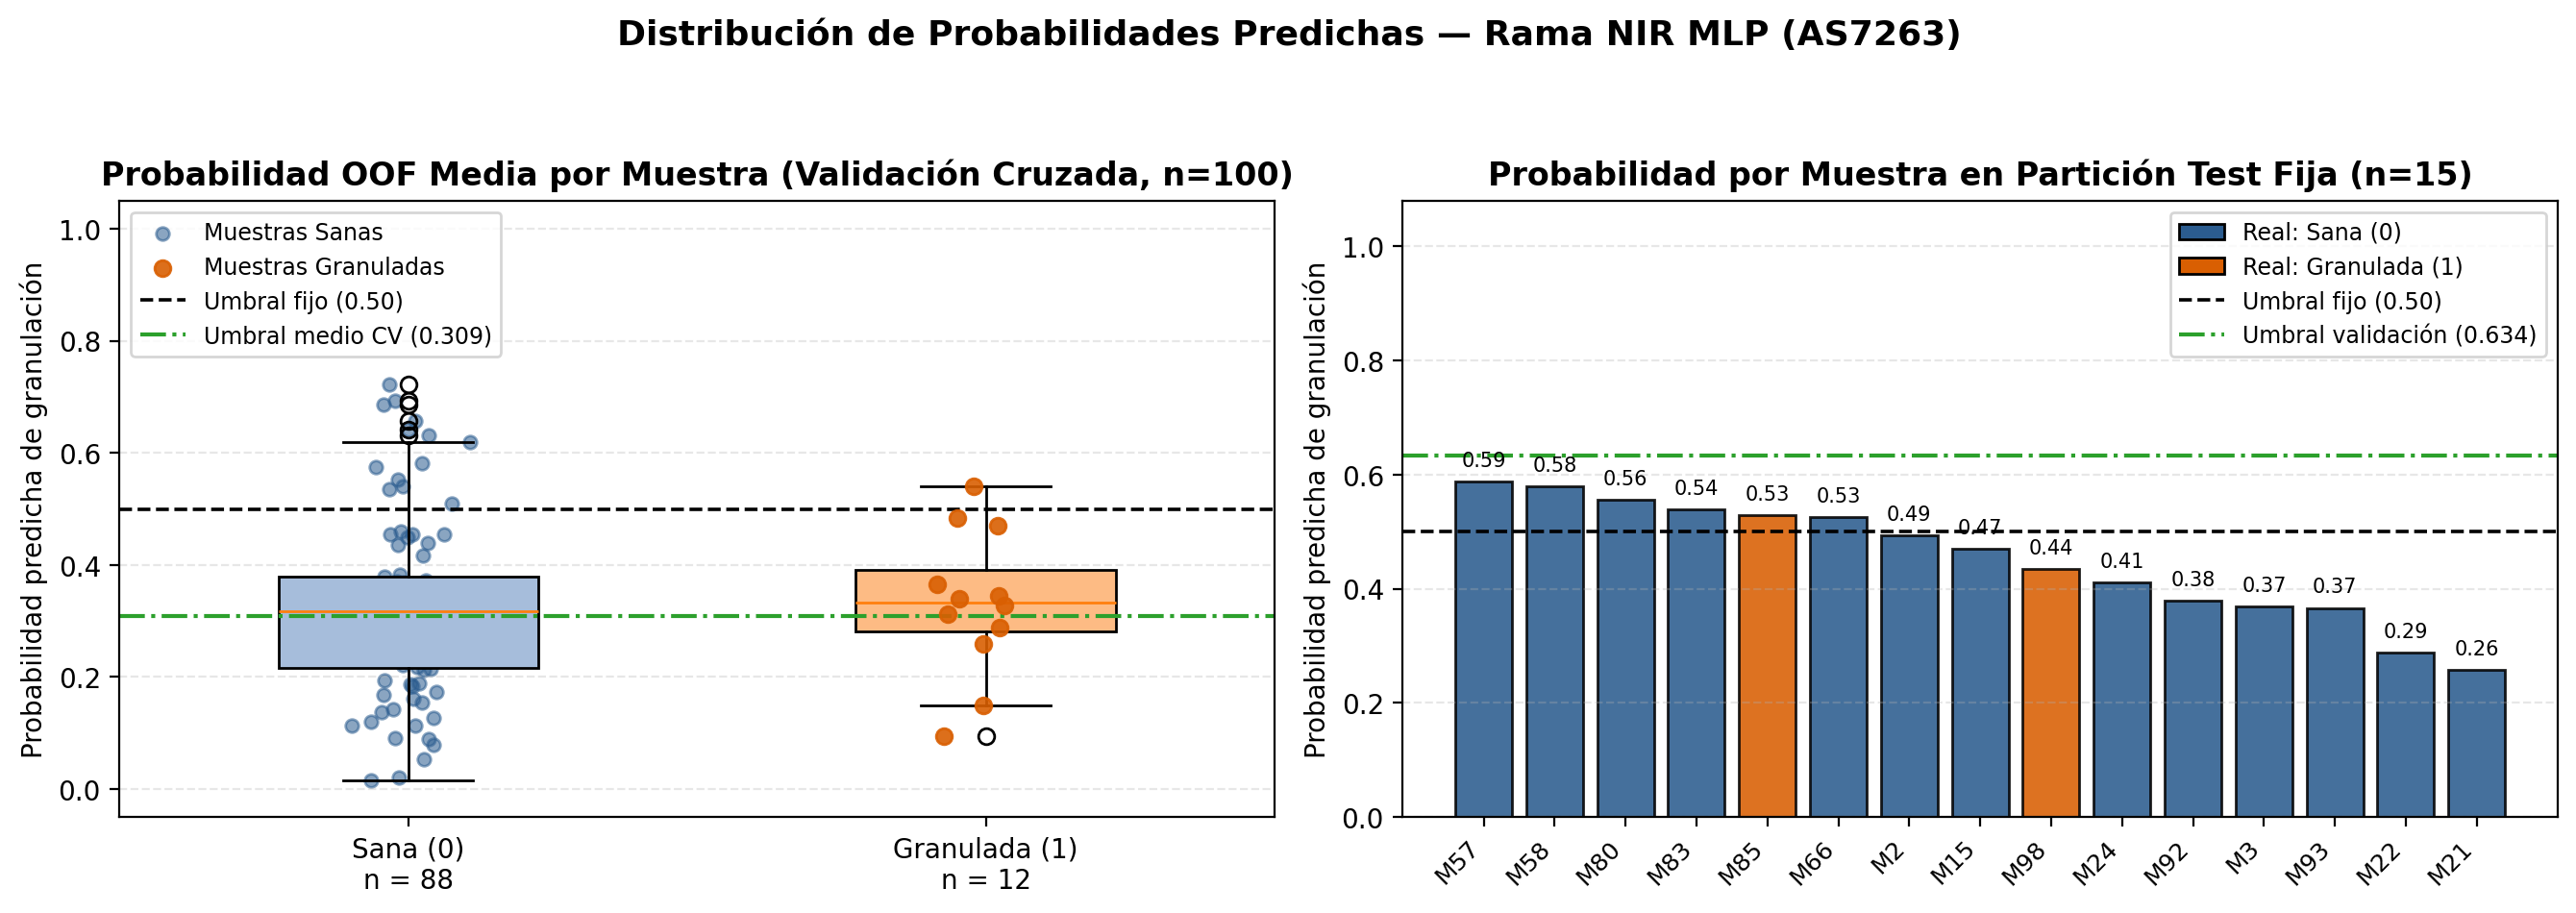 Distribución de Probabilidades Predichas — Rama NIR MLP (AS7263)
Probabilidad OOF Media por Muestra (Validación Cruzada, n=100)
Probabilidad predicha de granulación
1.0
0.8
0.6
0.4
0.2
0.0
Muestras Sanas
Muestras Granuladas
Umbral fijo (0.50)
Umbral medio CV (0.309)
Sana (0)
n = 88
Granulada (1)
n = 12
Probabilidad por Muestra en Partición Test Fija (n=15)
Probabilidad predicha de granulación
1.0
0.8
0.6
0.4
0.2
0.0
Real: Sana (0)
Real: Granulada (1)
Umbral fijo (0.50)
Umbral validación (0.634)
0.59 0.58 0.56 0.54 0.53 0.53 0.49 0.47 0.44 0.41 0.38 0.37 0.37 0.29 0.26
M57 M58 M80 M83 M85 M66 M2 M15 M98 M24 M92 M3 M93 M22 M21